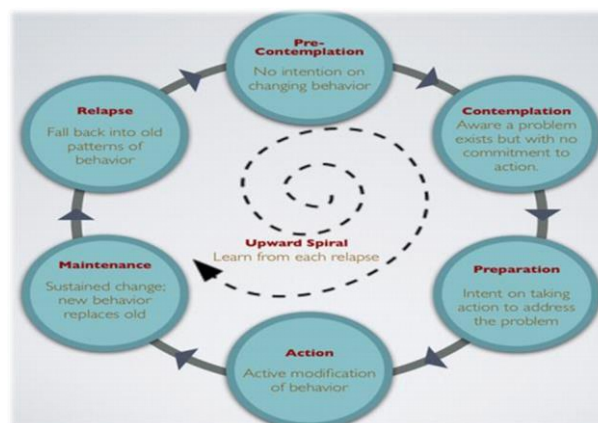 Pre-
Contemplation
No intention on
changing behavior
Contemplation
Aware a problem
exists but with no
commitment to
action.
Preparation
Intent on taking
action to address
the problem
Action
Active modification
of behavior
Maintenance
Sustained change;
new behavior
replaces old
Relapse
Fall back into old
patterns of
behavior
Upward Spiral
Learn from each relapse